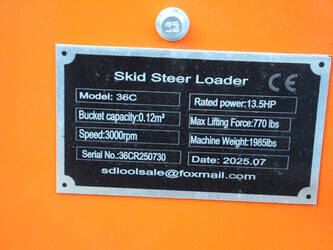 Skid Steer Loader CE
Model: 36C
Rated power:13.5HP
Bucket capacity:0.12m³
Max Lifting Force:770 lbs
Speed:3000rpm
Machine Weight:1985lbs
Serial No.:36CR250730
Date: 2025.07
sdloolsale@foxmail.com